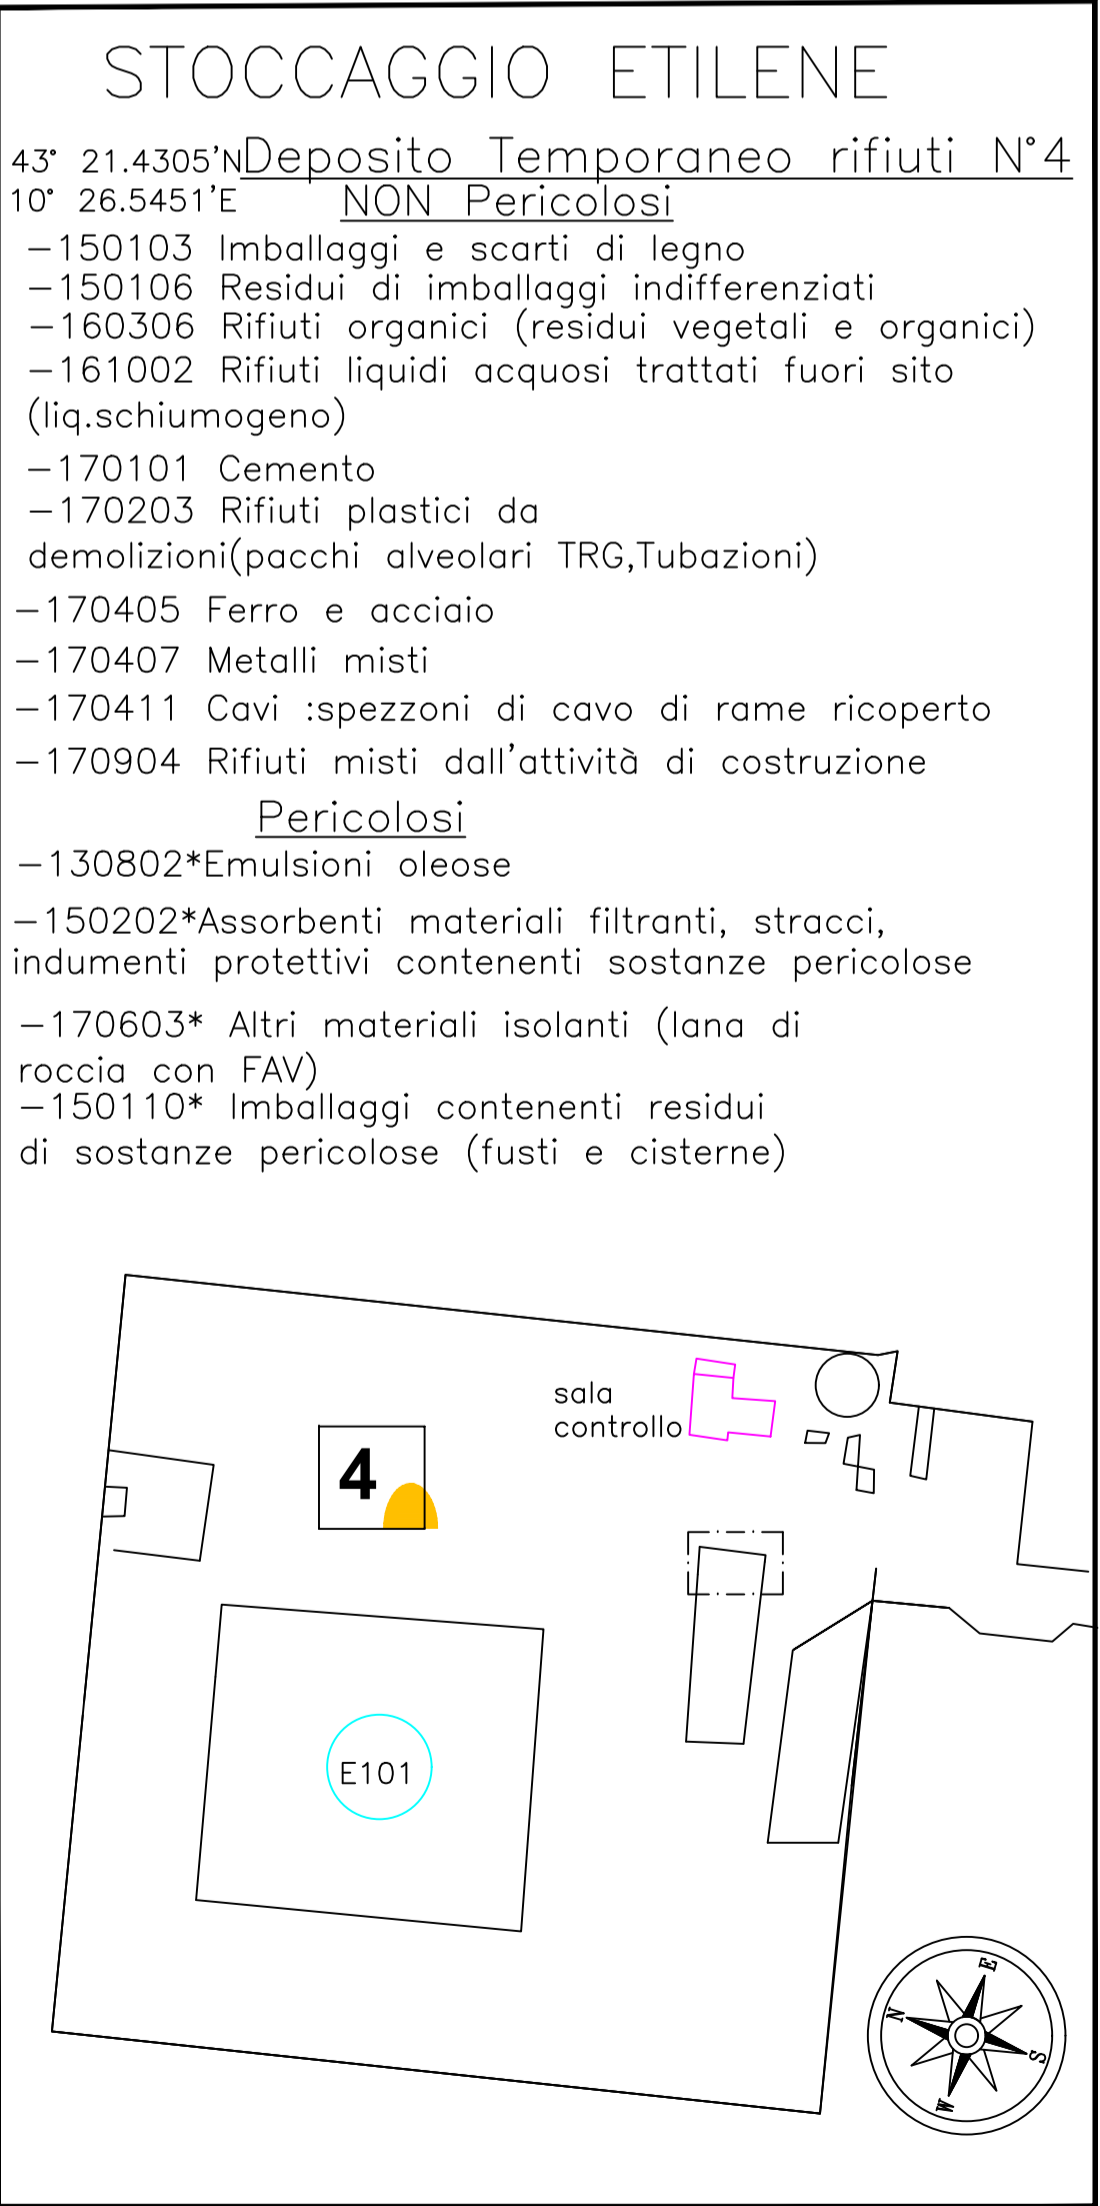 STOCCAGGIO ETILENE
43° 21.4305'N Deposito Temporaneo rifiuti N°4
10° 26.5451'E NON Pericolosi
-150103 Imballaggi e scarti di legno
-150106 Residui di imballaggi indifferenziati
-160306 Rifiuti organici (residui vegetali e organici)
-161002 Rifiuti liquidi acquosi trattati fuori sito
(liq.schiumogeno)
-170101 Cemento
-170203 Rifiuti plastici da
demolizioni(pacchi alveolari TRG,Tubazioni)
-170405 Ferro e acciaio
-170407 Metalli misti
-170411 Cavi :spezzoni di cavo di rame ricoperto
-170904 Rifiuti misti dall'attività di costruzione
Pericolosi
-130802*Emulsioni oleose
-150202*Assorbenti materiali filtranti, stracci,
indumenti protettivi contenenti sostanze pericolose
-170603* Altri materiali isolanti (lana di
roccia con FAV)
-150110* Imballaggi contenenti residui
di sostanze pericolose (fusti e cisterne)
sala
controllo
4
E101
E
N
S
W